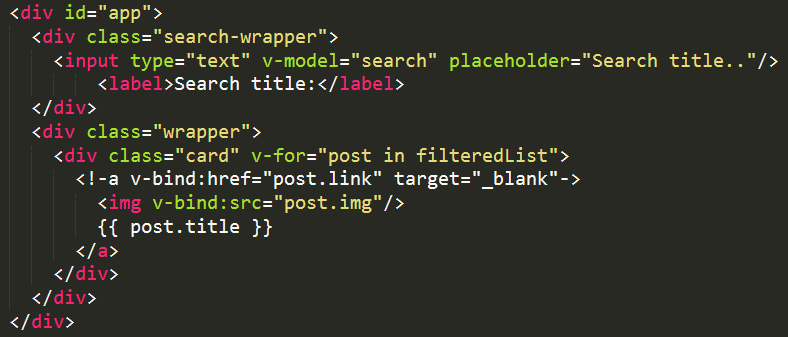 <div id="app">
<div class="search-wrapper">
<input type="text" v-model="search" placeholder="Search title.."/>
<label>Search title:</label>
</div>
<div class="wrapper">
<div class="card" v-for="post in filteredList">
<!-a v-bind:href="post.link" target="_blank"->
<img v-bind:src="post.img"/>
{{ post.title }}
</a>
</div>
</div>
</div>